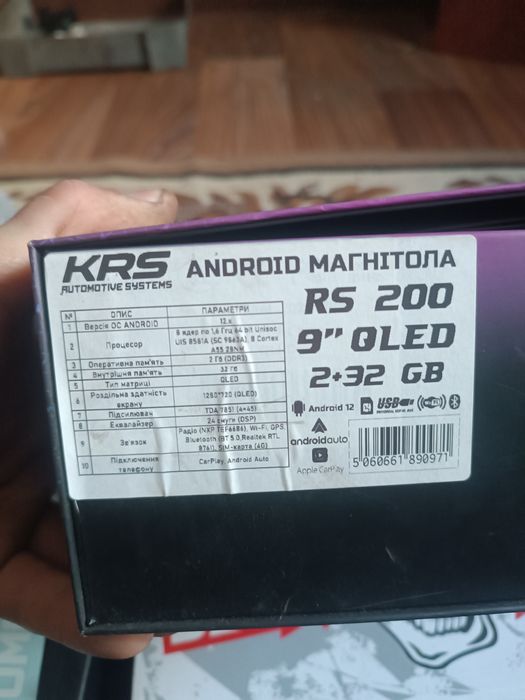 KRS
AUTOMOTIVE SYSTEMS
ANDROID МАГНІТОЛА
RS 200
9” QLED
2+32 GB
№ ОПИС ПАРАМЕТРИ
1 Версія ОС ANDROID 12.x
2 Процесор 8 ядер по 1.6 Ггц 64 bit Unisoc
UIS 8581A (SC 9863A), 8 Cortex
A55 28NM
3 Оперативна пам'ять 2 Гб (DDR3)
4 Внутрішня пам'ять 32 Гб
5 Тип матриці QLED
6 Роздільна здатність
екрану 1280*720 (QLED)
7 Підсилювач TDA 7851 (4×45)
8 Еквалайзер 24 смуги (DSP)
9 Зв'язок Радіо (NXP TEF6686), Wi-Fi, GPS,
Bluetooth (BT 5.0,Realtek RTL
8761), SIM-карта (4G)
10 Підключення
телефону CarPlay, Android Auto
Android 12
USB
Wi Fi
androidauto
Apple CarPlay
5 060661 890971